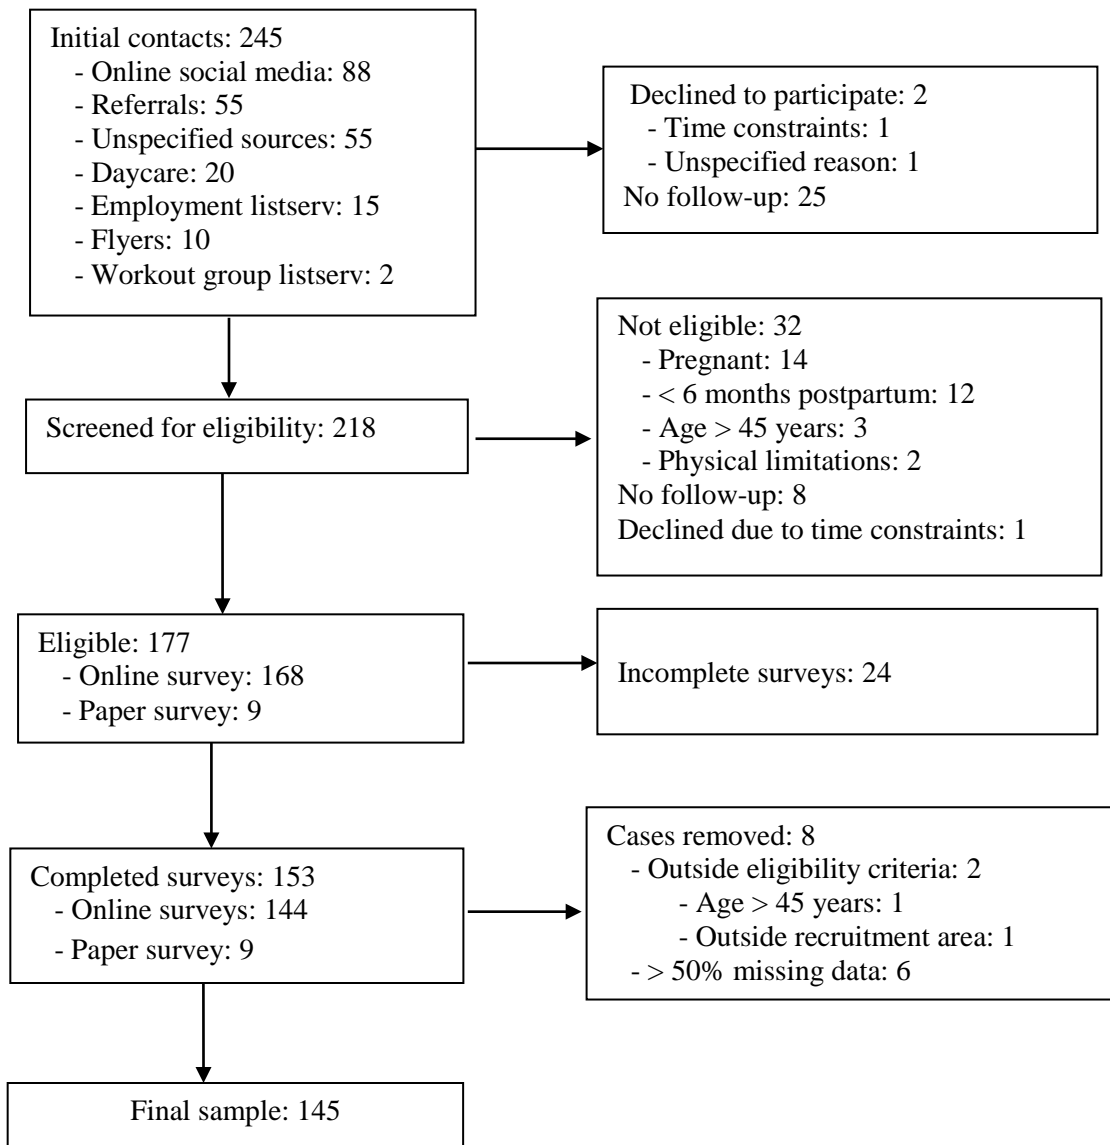 Initial contacts: 245
- Online social media: 88
- Referrals: 55
- Unspecified sources: 55
- Daycare: 20
- Employment listserv: 15
- Flyers: 10
- Workout group listserv: 2
Declined to participate: 2
- Time constraints: 1
- Unspecified reason: 1
No follow-up: 25
Screened for eligibility: 218
Not eligible: 32
- Pregnant: 14
- < 6 months postpartum: 12
- Age > 45 years: 3
- Physical limitations: 2
No follow-up: 8
Declined due to time constraints: 1
Eligible: 177
- Online survey: 168
- Paper survey: 9
Incomplete surveys: 24
Completed surveys: 153
- Online surveys: 144
- Paper survey: 9
Cases removed: 8
- Outside eligibility criteria: 2
- Age > 45 years: 1
- Outside recruitment area: 1
- > 50% missing data: 6
Final sample: 145